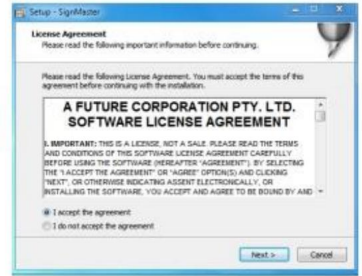 Setup - SignMaster
License Agreement
Please read the following important information before continuing.
Please read the following License Agreement. You must accept the terms of this
agreement before continuing with the installation.
A FUTURE CORPORATION PTY. LTD.
SOFTWARE LICENSE AGREEMENT
I. IMPORTANT: THIS IS A LICENSE, NOT A SALE. PLEASE READ THE TERMS
AND CONDITIONS OF THIS SOFTWARE LICENSE AGREEMENT CAREFULLY
BEFORE USING THE SOFTWARE (HEREAFTER "AGREEMENT"). BY SELECTING
THE "I ACCEPT THE AGREEMENT" OR "AGREE" OPTION(S) AND CLICKING
"NEXT", OR OTHERWISE INDICATING ASSENT ELECTRONICALLY, OR
INSTALLING THE SOFTWARE, YOU ACCEPT AND AGREE TO BE BOUND BY AND
I accept the agreement
I do not accept the agreement
Next >
Cancel